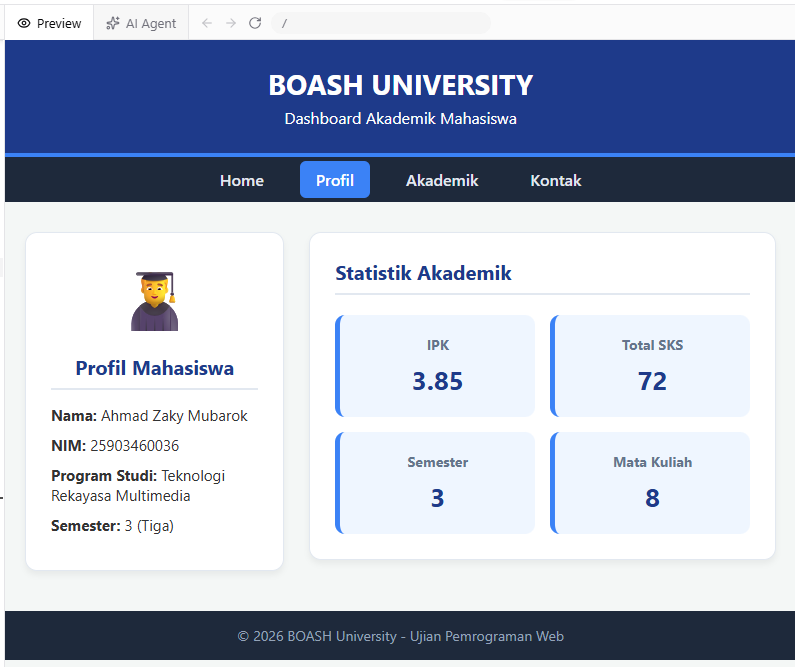 Preview
AI Agent
/
BOASH UNIVERSITY
Dashboard Akademik Mahasiswa
Home
Profil
Akademik
Kontak
Profil Mahasiswa
Nama: Ahmad Zaky Mubarok
NIM: 25903460036
Program Studi: Teknologi
Rekayasa Multimedia
Semester: 3 (Tiga)
Statistik Akademik
IPK
3.85
Total SKS
72
Semester
3
Mata Kuliah
8
© 2026 BOASH University - Ujian Pemrograman Web